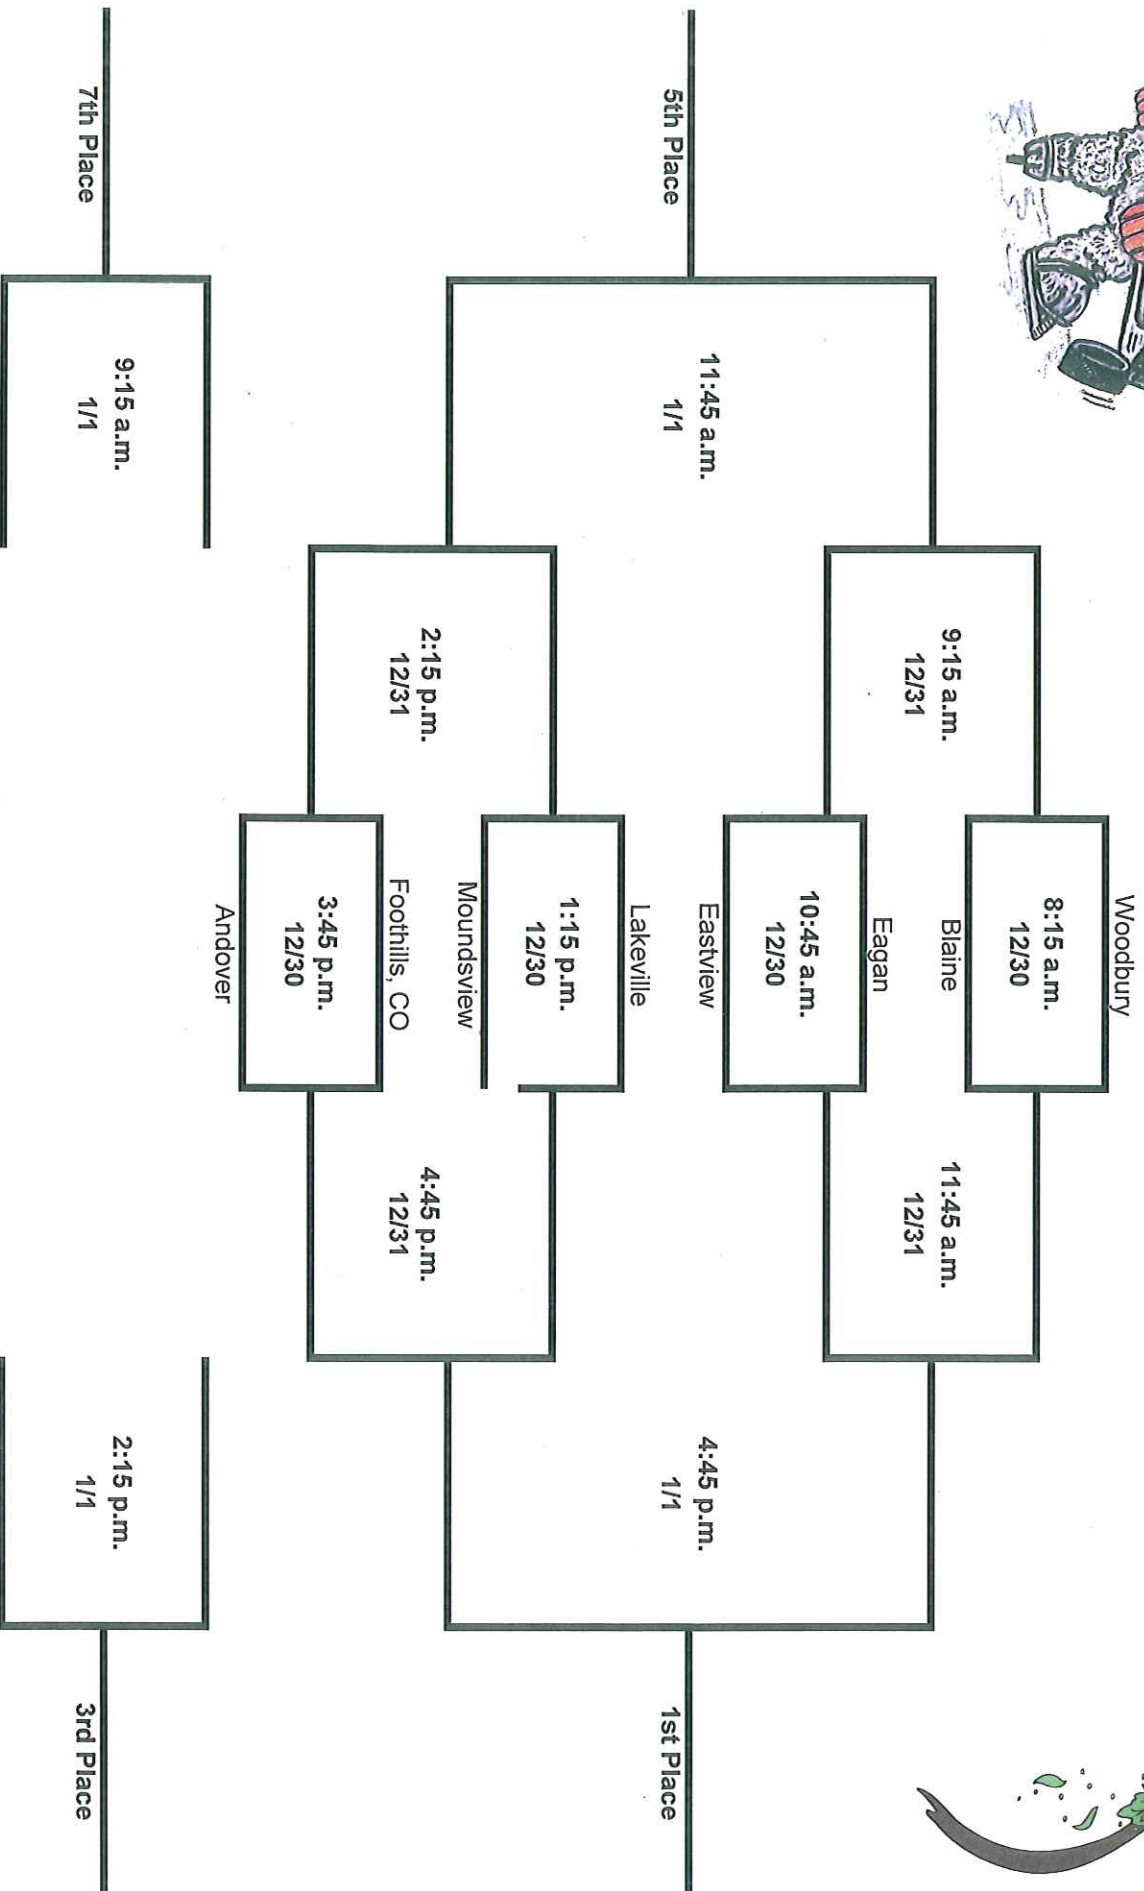 Woodbury
8:15 a.m.
12/30
Blaine
9:15 a.m.
12/31
11:45 a.m.
12/31
Eagan
10:45 a.m.
12/30
Eastview
5th Place
11:45 a.m.
1/1
4:45 p.m.
1/1
1st Place
Lakeville
1:15 p.m.
12/30
Moundsview
2:15 p.m.
12/31
4:45 p.m.
12/31
Foothills, CO
3:45 p.m.
12/30
Andover
7th Place
9:15 a.m.
1/1
2:15 p.m.
1/1
3rd Place